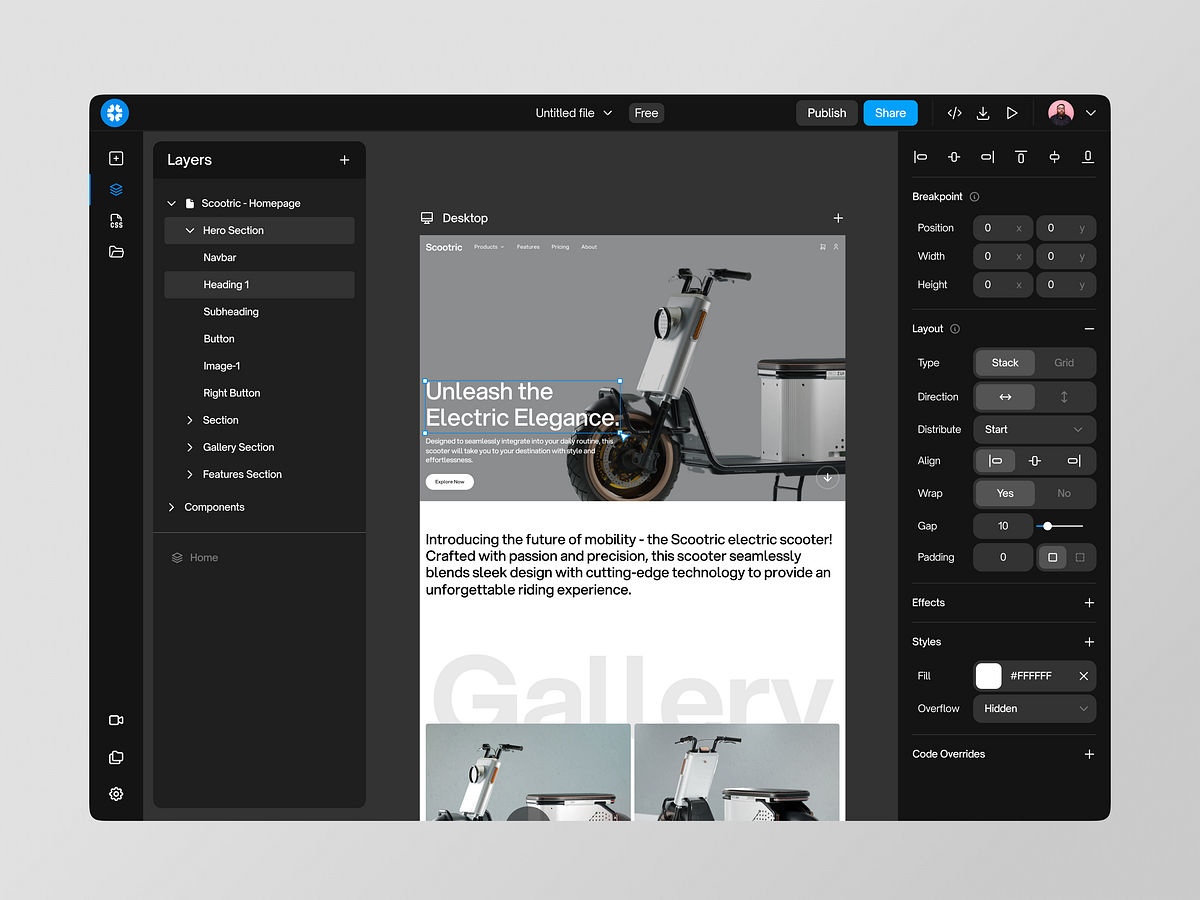 Untitled file
Free
Publish
Share
Layers
Scootric - Homepage
Hero Section
Navbar
Heading 1
Subheading
Button
Image-1
Right Button
Section
Gallery Section
Features Section
Components
Home
CSS
Desktop
Scootric
Products
Features
Pricing
About
Unleash the
Electric Elegance.
Designed to seamlessly integrate into your daily routine, this
scooter will take you to your destination with style and
effortlessness.
Explore Now
Introducing the future of mobility - the Scootric electric scooter!
Crafted with passion and precision, this scooter seamlessly
blends sleek design with cutting-edge technology to provide an
unforgettable riding experience.
Gallery
Breakpoint
Position 0 x 0 y
Width 0 x 0 y
Height 0 x 0 y
Layout
Type Stack Grid
Direction
Distribute Start
Align
Wrap Yes No
Gap 10
Padding 0
Effects
Styles
Fill #FFFFFF
Overflow Hidden
Code Overrides